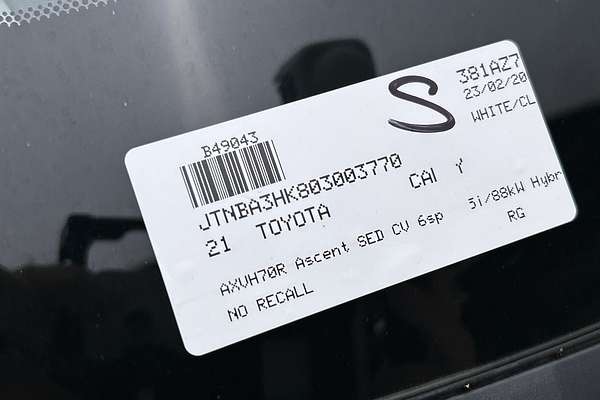 S
381AZ7
23/02/20
WHITE/CL
B49043
JTNBA3HK803003770
21 TOYOTA CAI Y
AXVH70R Ascent SED CV 6sp 5i/88kW Hybr
NO RECALL RG